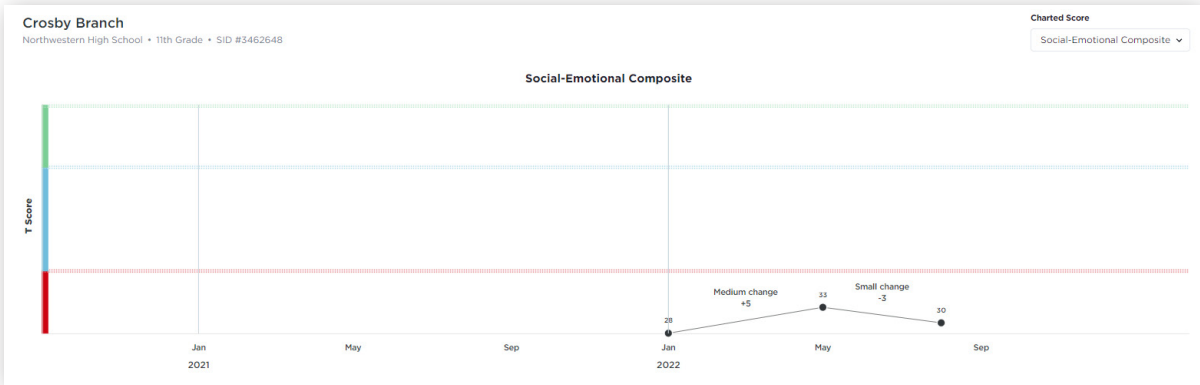 Crosby Branch
Northwestern High School • 11th Grade • SID #3462648
Charted Score
Social-Emotional Composite
Social-Emotional Composite
T Score
Medium change
+5
Small change
-3
28
33
30
Jan
May
Sep
Jan
May
Sep
2021
2022